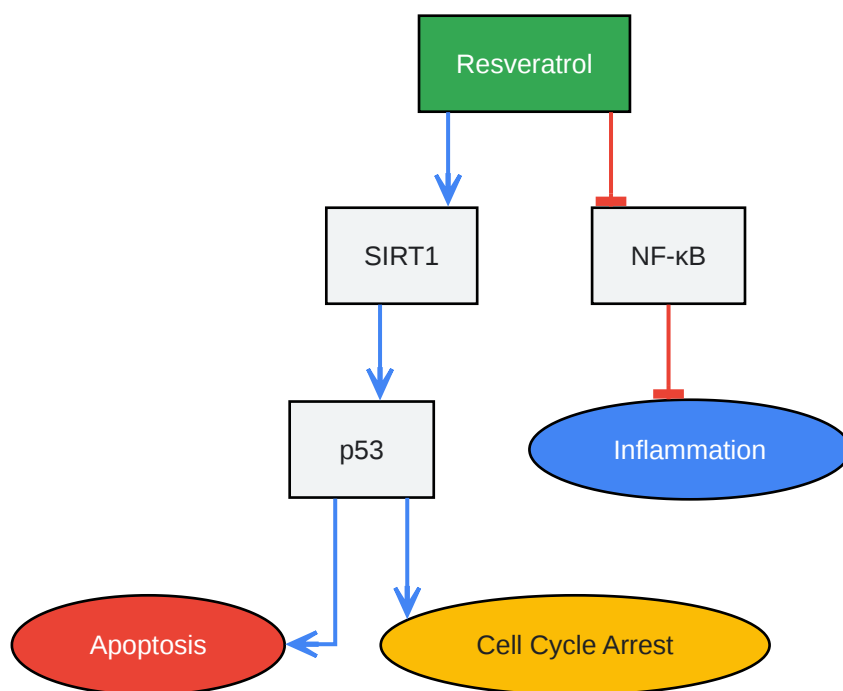 Resveratrol
SIRT1
NF-κB
p53
Inflammation
Apoptosis
Cell Cycle Arrest